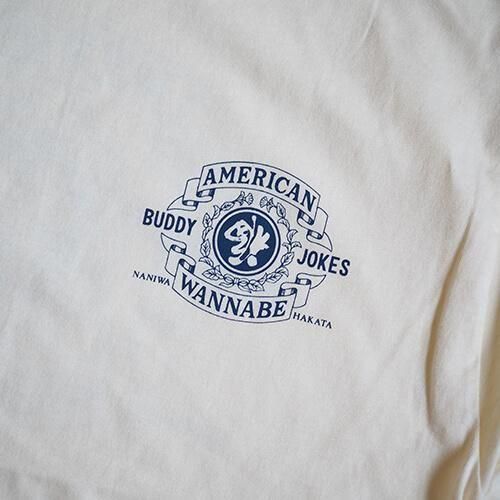 AMERICAN
BUDDY
JOKES
NANIWA
WANNABE
HAKATA